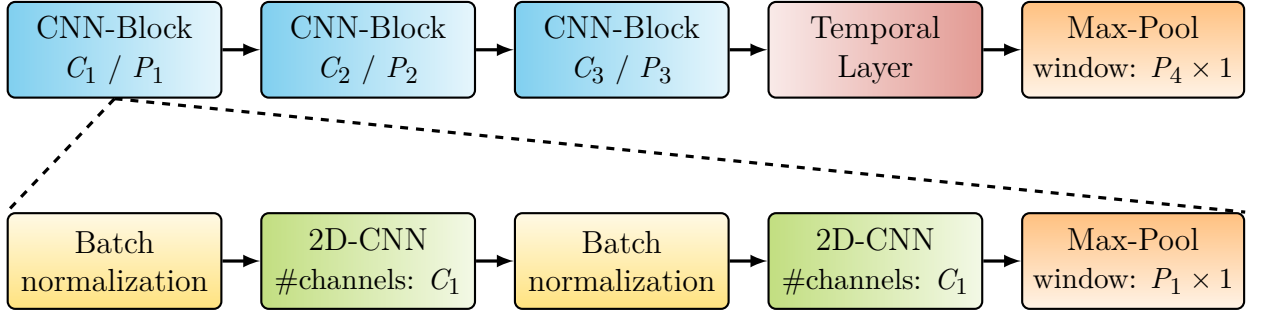 CNN-Block
C₁ / P₁
CNN-Block
C₂ / P₂
CNN-Block
C₃ / P₃
Temporal
Layer
Max-Pool
window: P₄ × 1
Batch
normalization
2D-CNN
#channels: C₁
Batch
normalization
2D-CNN
#channels: C₁
Max-Pool
window: P₁ × 1